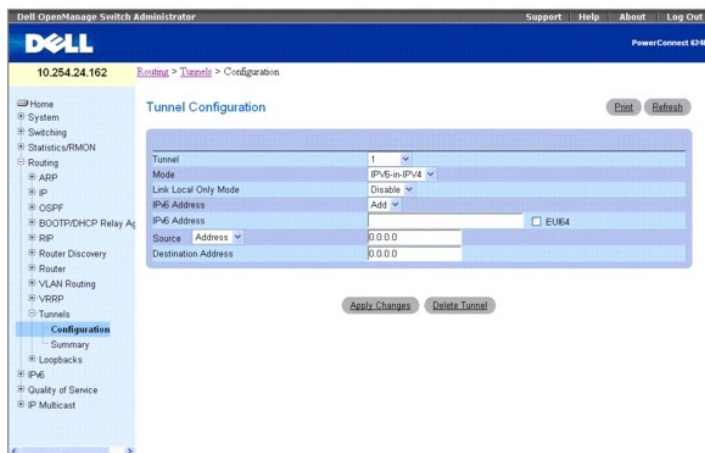 Dell OpenManage Switch Administrator
Support Help About Log Out
DELL
PowerConnect 6248
10.254.24.162
Routing > Tunnels > Configuration
Home
System
Switching
Statistics/RMON
Routing
ARP
IP
OSPF
BOOTP/DHCP Relay Ag
RIP
Router Discovery
Router
VLAN Routing
VRRP
Tunnels
Configuration
Summary
Loopbacks
IPv6
Quality of Service
IP Multicast
Tunnel Configuration
Print Refresh
Tunnel 1
Mode IPV6-in-IPV4
Link Local Only Mode Disable
IPv6 Address Add
IPv6 Address EUI64
Source Address 0.0.0.0
Destination Address 0.0.0.0
Apply Changes Delete Tunnel